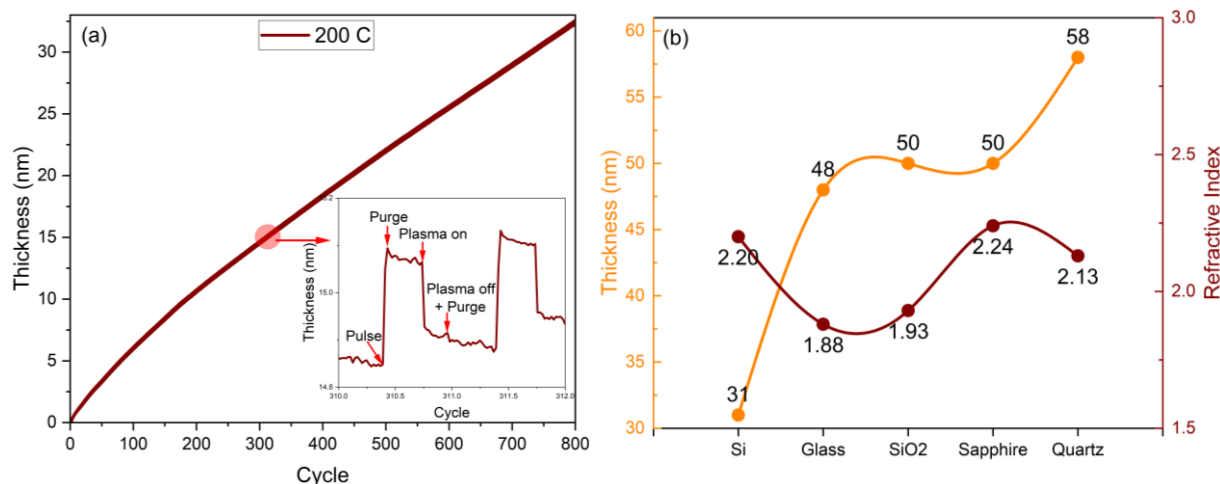 (a)
200 C
Thickness (nm)
30
25
20
15
10
5
0
0 100 200 300 400 500 600 700 800
Cycle
Thickness (nm)
15.0
14.8
310.0 310.5 311.0 311.5 312.0
Cycle
Purge
Plasma on
Plasma off
+ Purge
Pulse
(b)
Thickness (nm)
60
55
50
45
40
35
30
58
50
50
48
31
2.20
1.88
1.93
2.24
2.13
Si Glass SiO2 Sapphire Quartz
3.0
2.5
2.0
1.5
Refractive Index